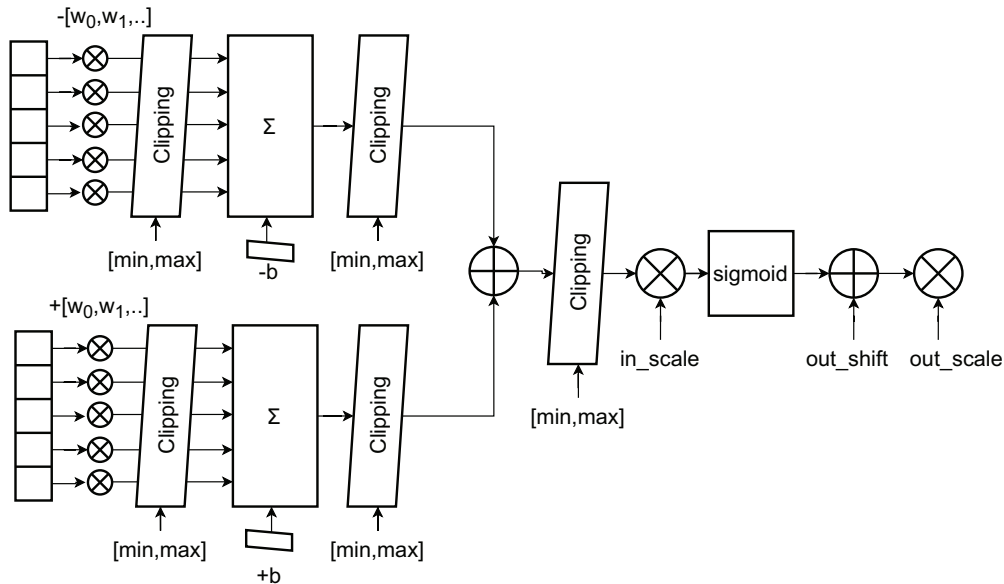 -[w0,w1,..]
Clipping
Σ
Clipping
[min,max]
-b
[min,max]
+[w0,w1,..]
Clipping
Σ
Clipping
[min,max]
+b
[min,max]
Clipping
[min,max]
in_scale
sigmoid
out_shift
out_scale